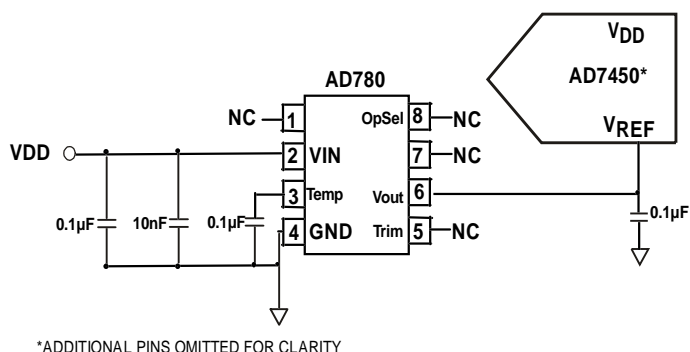 VDD
AD7450*
VREF
AD780
NC
1
OpSel
8
NC
VDD
2
VIN
7
NC
3
Temp
Vout
6
0.1µF
10nF
0.1µF
4
GND
Trim
5
NC
0.1µF
*ADDITIONAL PINS OMITTED FOR CLARITY